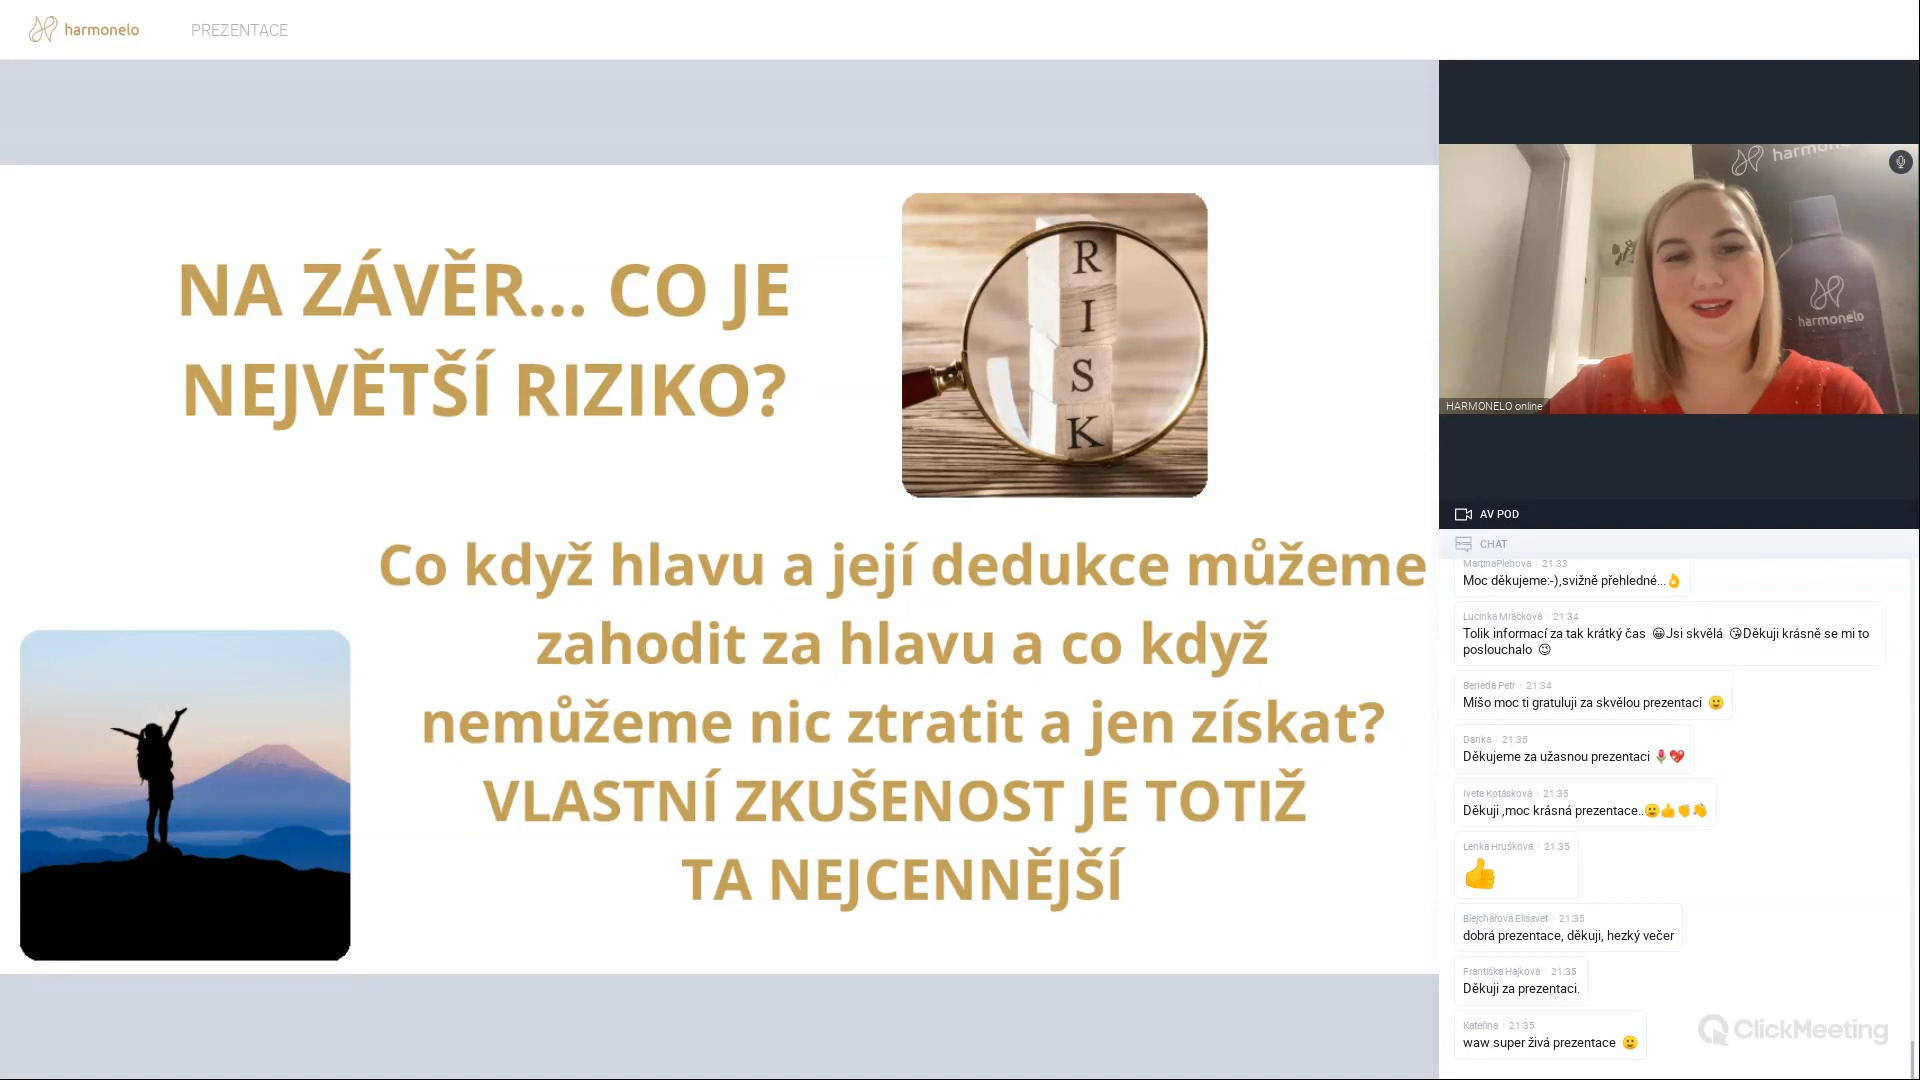 harmonelo
PREZENTACE
NA ZÁVĚR... CO JE
NEJVĚTŠÍ RIZIKO?
R
I
S
K
Co když hlavu a její dedukce můžeme
zahodit za hlavu a co když
nemůžeme nic ztratit a jen získat?
VLASTNÍ ZKUŠENOST JE TOTIŽ
TA NEJCENNĚJŠÍ
harmonelo
HARMONELO online
AV POD
CHAT
MartinaPlehova 21:33
Moc děkujeme:-),svižně přehledné...👌
Lucinka Mráčková 21:34
Tolik informací za tak krátký čas 😀Jsi skvělá 😘Děkuji krásně se mi to
poslouchalo 😉
Beneda Petr 21:34
Míšo moc ti gratuluji za skvělou prezentaci 🙂
Danka 21:35
Děkujeme za užasnou prezentaci 🌷💖
Iveta Kotásková 21:35
Děkuji ,moc krásná prezentace..🙂👍👏👏
Lenka Hrušková 21:35
👍
Blejchařová Elisavet 21:35
dobrá prezentace, děkuji, hezký večer
Františka Hájková 21:35
Děkuji za prezentaci.
Kateřina 21:35
waw super živá prezentace 🙂
ClickMeeting